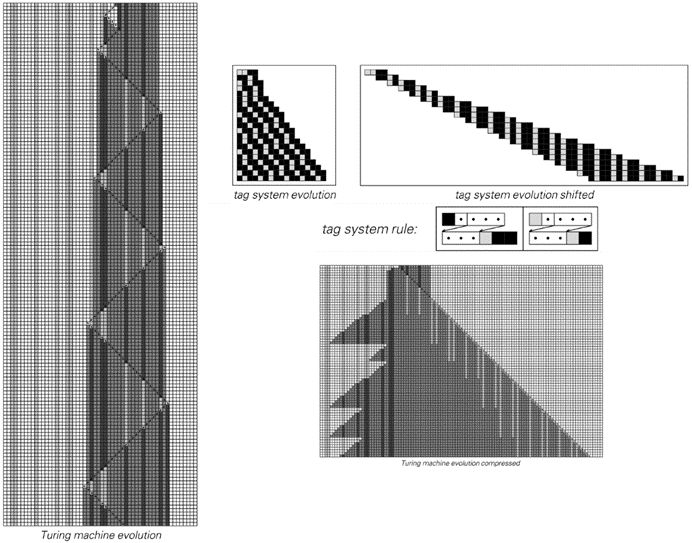 tag system evolution
tag system evolution shifted
tag system rule:
Turing machine evolution compressed
Turing machine evolution